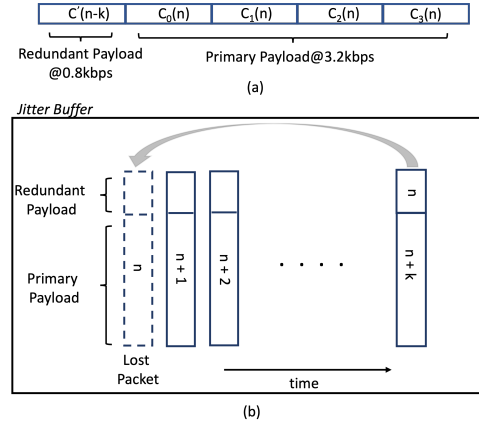 C′(n-k) C₀(n) C₁(n) C₂(n) C₃(n)
Redundant Payload
@0.8kbps
Primary Payload@3.2kbps
(a)
Jitter Buffer
Redundant
Payload
n
Primary
Payload
n
n + 1
n + 2
. . . .
n + k
Lost
Packet
time
(b)